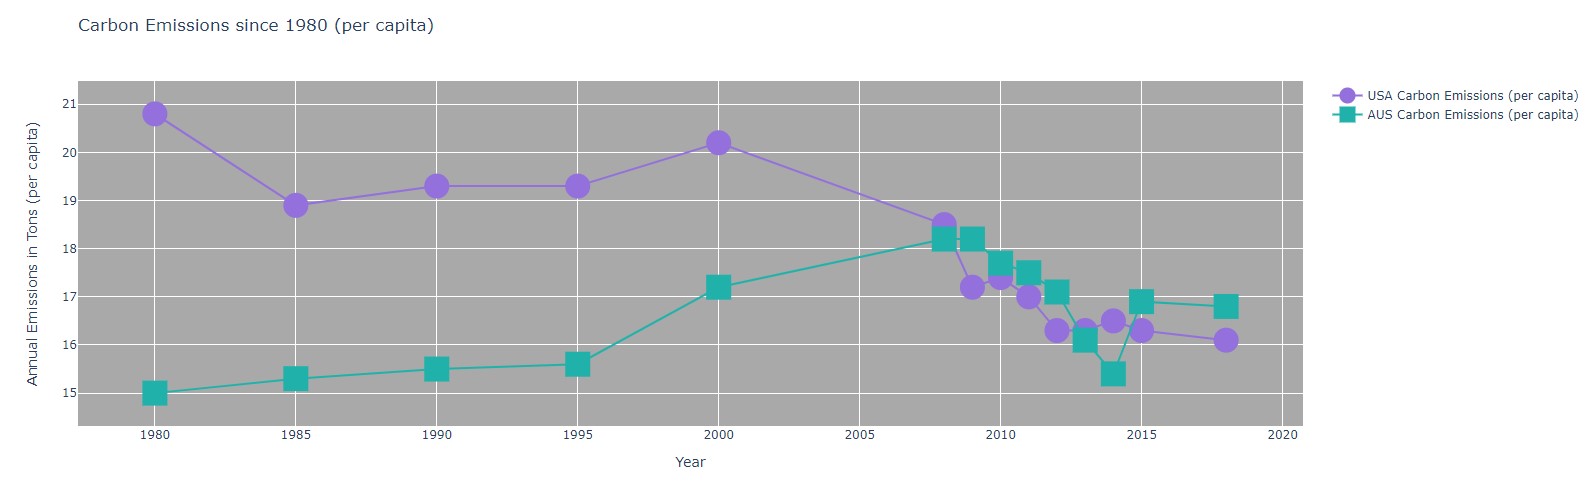 Carbon Emissions since 1980 (per capita)
USA Carbon Emissions (per capita)
AUS Carbon Emissions (per capita)
Annual Emissions in Tons (per capita)
21
20
19
18
17
16
15
1980 1985 1990 1995 2000 2005 2010 2015 2020
Year